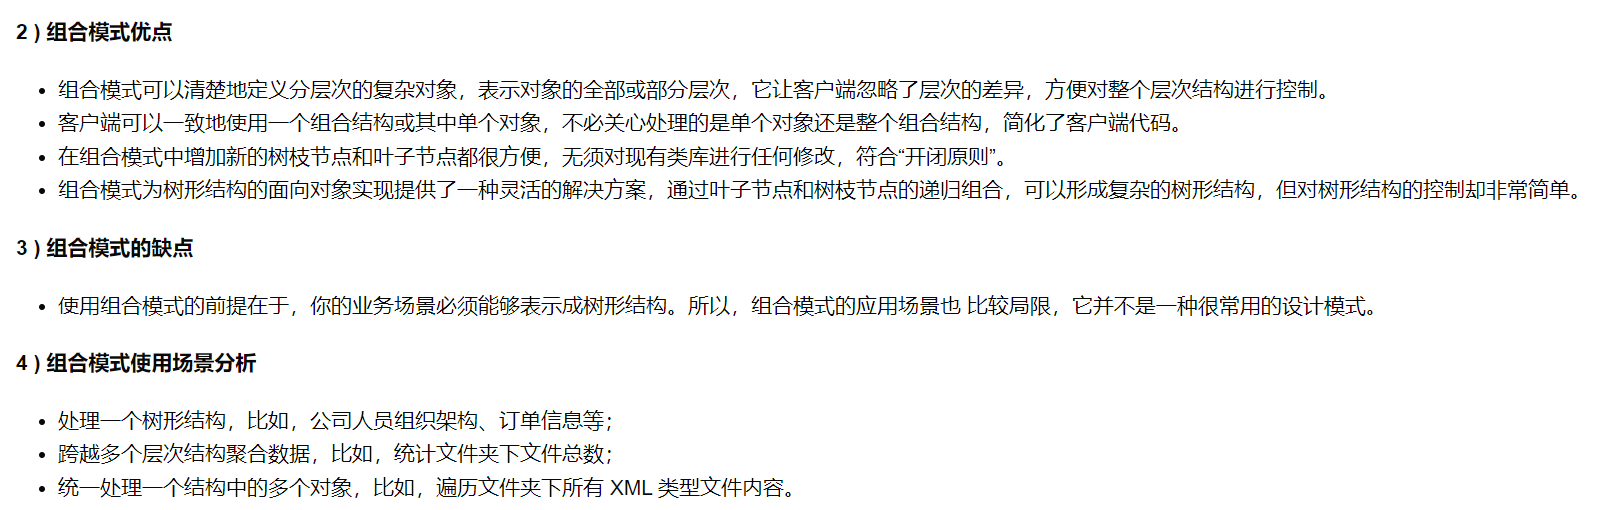 2 ) 组合模式优点
• 组合模式可以清楚地定义分层次的复杂对象，表示对象的全部或部分层次，它让客户端忽略了层次的差异，方便对整个层次结构进行控制。
• 客户端可以一致地使用一个组合结构或其中单个对象，不必关心处理的是单个对象还是整个组合结构，简化了客户端代码。
• 在组合模式中增加新的树枝节点和叶子节点都很方便，无须对现有类库进行任何修改，符合“开闭原则”。
• 组合模式为树形结构的面向对象实现提供了一种灵活的解决方案，通过叶子节点和树枝节点的递归组合，可以形成复杂的树形结构，但对树形结构的控制却非常简单。
3 ) 组合模式的缺点
• 使用组合模式的前提在于，你的业务场景必须能够表示成树形结构。所以，组合模式的应用场景也 比较局限，它并不是一种很常用的设计模式。
4 ) 组合模式使用场景分析
• 处理一个树形结构，比如，公司人员组织架构、订单信息等；
• 跨越多个层次结构聚合数据，比如，统计文件夹下文件总数；
• 统一处理一个结构中的多个对象，比如，遍历文件夹下所有 XML 类型文件内容。